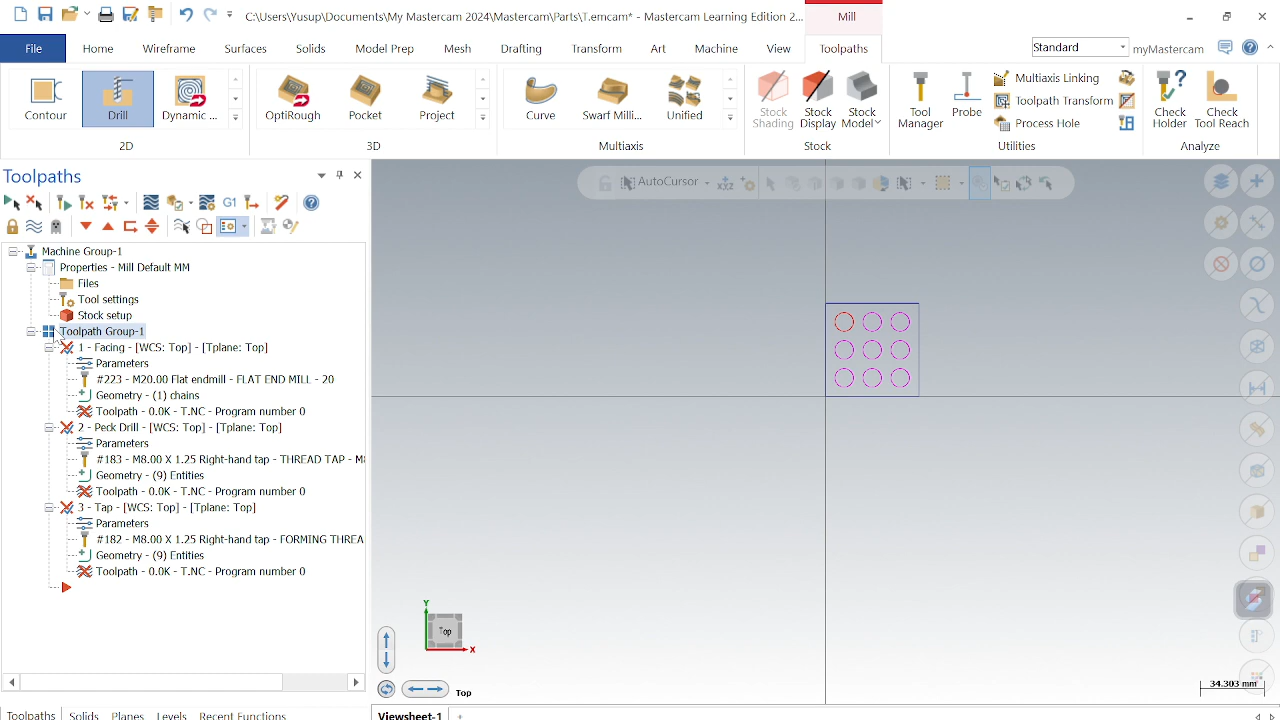 C:\Users\Yusup\Documents\My Mastercam 2024\Mastercam\Parts\T.emcam* - Mastercam Learning Edition 2...
Mill
File
Home
Wireframe
Surfaces
Solids
Model Prep
Mesh
Drafting
Transform
Art
Machine
View
Toolpaths
Standard
myMastercam
Contour
Drill
Dynamic ...
2D
OptiRough
Pocket
Project
3D
Curve
Swarf Milli...
Unified
Multiaxis
Stock Shading
Stock Display
Stock Model
Stock
Tool Manager
Probe
Multiaxis Linking
Toolpath Transform
Process Hole
Utilities
Check Holder
Check Tool Reach
Analyze
Toolpaths
G1
AutoCursor
XYZ
Machine Group-1
Properties - Mill Default MM
Files
Tool settings
Stock setup
Toolpath Group-1
1 - Facing - [WCS: Top] - [Tplane: Top]
Parameters
#223 - M20.00 Flat endmill - FLAT END MILL - 20
Geometry - (1) chains
Toolpath - 0.0K - T.NC - Program number 0
2 - Peck Drill - [WCS: Top] - [Tplane: Top]
Parameters
#183 - M8.00 X 1.25 Right-hand tap - THREAD TAP - M8
Geometry - (9) Entities
Toolpath - 0.0K - T.NC - Program number 0
3 - Tap - [WCS: Top] - [Tplane: Top]
Parameters
#182 - M8.00 X 1.25 Right-hand tap - FORMING THREA
Geometry - (9) Entities
Toolpath - 0.0K - T.NC - Program number 0
Y
Top
X
Top
34.303 mm
Toolpaths
Solids
Planes
Levels
Recent Functions
Viewsheet-1
+